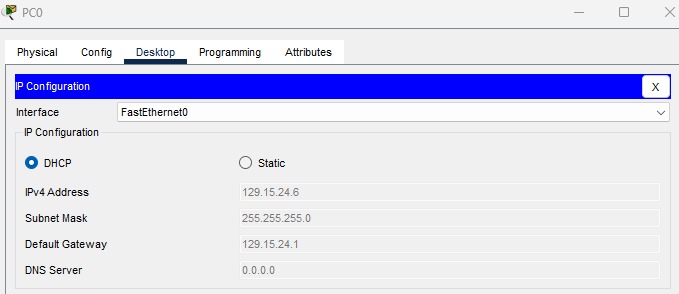 PC0
Physical Config Desktop Programming Attributes
IP Configuration X
Interface FastEthernet0
IP Configuration
DHCP Static
IPv4 Address 129.15.24.6
Subnet Mask 255.255.255.0
Default Gateway 129.15.24.1
DNS Server 0.0.0.0